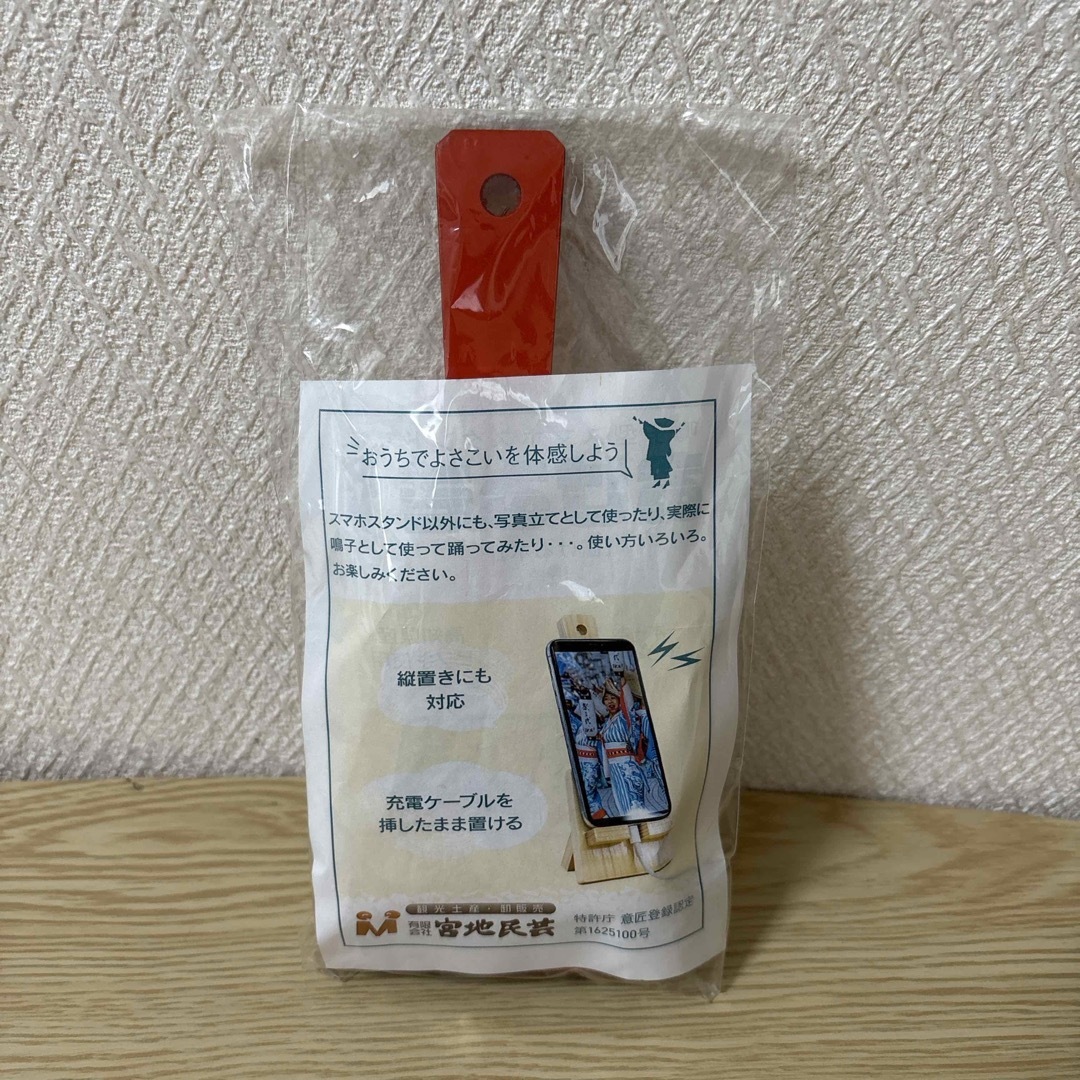 おうちでよさこいを体感しよう
スマホスタンド以外にも、写真立てとして使ったり、実際に
鳴子として使って踊ってみたり・・・。使い方いろいろ。
お楽しみください。
縦置きにも
対応
充電ケーブルを
挿したまま置ける
観光土産・卸販売
有限会社 宮地民芸
特許庁 意匠登録認定
第1625100号